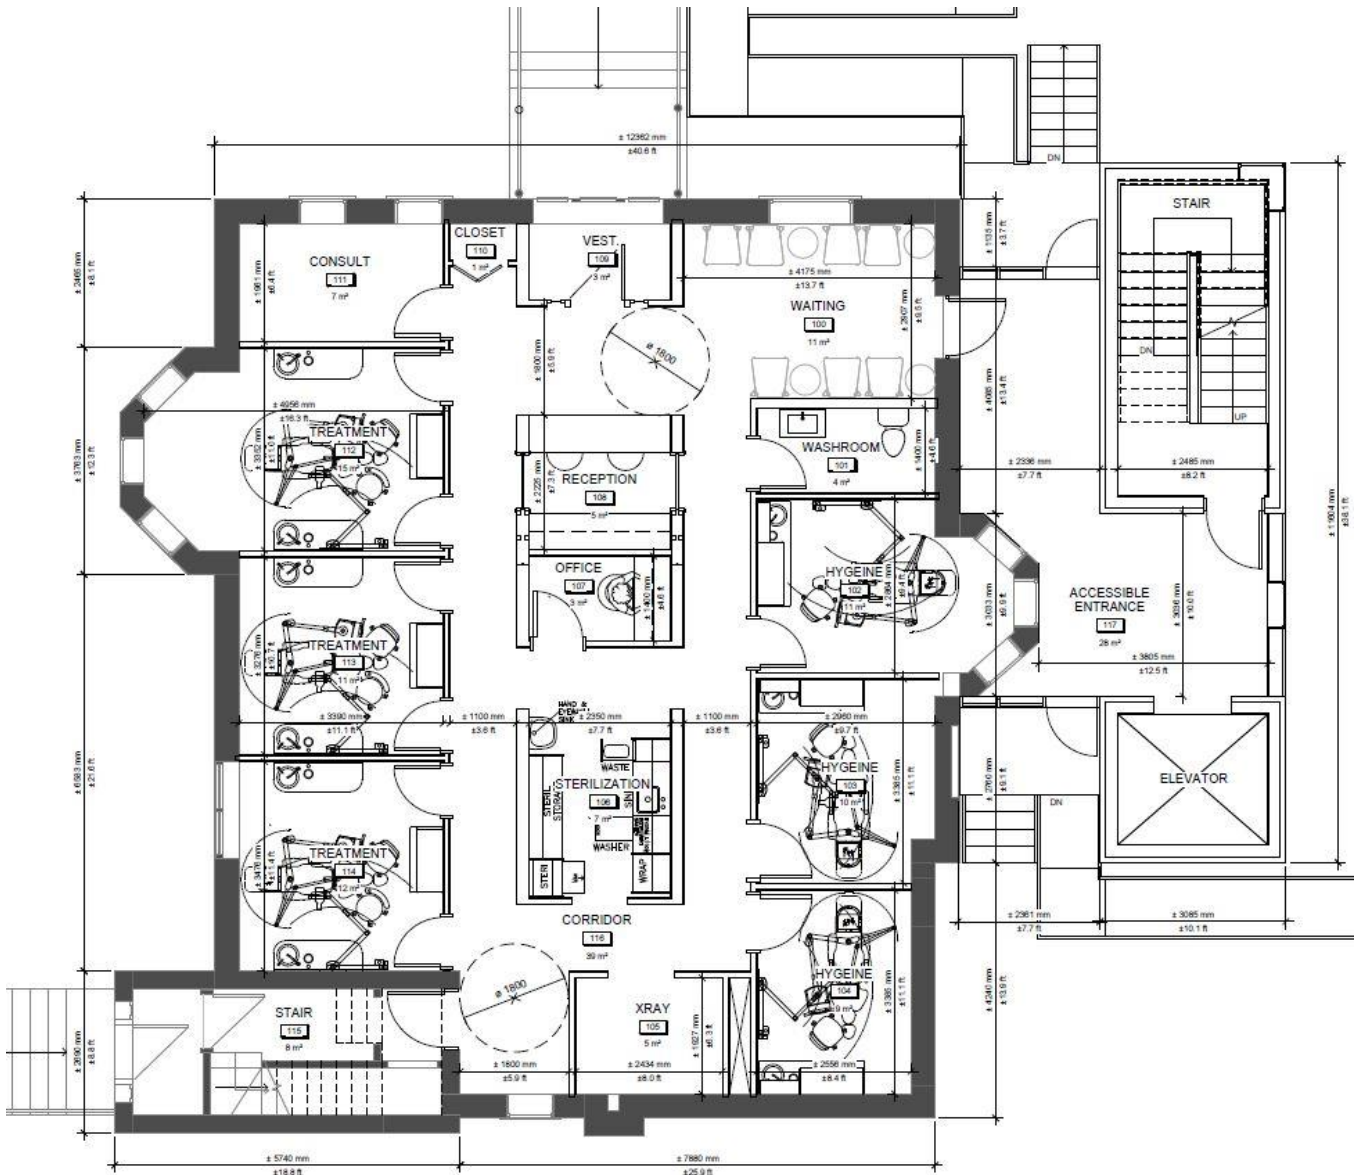 ± 12362 mm
±40.6 ft
DN
STAIR
CLOSET
110
1 m²
VEST.
109
3 m²
CONSULT
111
7 m²
± 1961 mm
±6.4 ft
± 2465 mm
±8.1 ft
± 4175 mm
±13.7 ft
WAITING
100
11 m²
± 2907 mm
±9.5 ft
± 1135 mm
±3.7 ft
ø 1800
± 1800 mm
±5.9 ft
DN
UP
± 4085 mm
±13.4 ft
± 11604 mm
±38.1 ft
± 4956 mm
±16.3 ft
TREATMENT
112
15 m²
± 3352 mm
±11.0 ft
± 3763 mm
±12.3 ft
RECEPTION
108
5 m²
± 2225 mm
±7.3 ft
WASHROOM
101
4 m²
± 1400 mm
±4.6 ft
± 2336 mm
±7.7 ft
± 2485 mm
±8.2 ft
OFFICE
107
3 m²
± 1400 mm
±4.6 ft
HYGEINE
102
11 m²
± 2864 mm
±9.4 ft
± 3033 mm
±9.9 ft
ACCESSIBLE
ENTRANCE
117
28 m²
± 3036 mm
±10.0 ft
± 3805 mm
±12.5 ft
TREATMENT
113
11 m²
± 3276 mm
±10.7 ft
± 3390 mm
±11.1 ft
± 1100 mm
±3.6 ft
± 2350 mm
±7.7 ft
± 1100 mm
±3.6 ft
± 2960 mm
±9.7 ft
± 6583 mm
±21.6 ft
HAND &
SINK
WASTE
STERILIZATION
106
7 m²
STERIL
WASHER
STERI
WRAP
HYGEINE
103
10 m²
± 3385 mm
±11.1 ft
± 2760 mm
±9.1 ft
DN
ELEVATOR
TREATMENT
114
12 m²
± 3476 mm
±11.4 ft
CORRIDOR
116
39 m²
± 2361 mm
±7.7 ft
± 3085 mm
±10.1 ft
ø 1800
HYGEINE
104
9 m²
± 3385 mm
±11.1 ft
± 4240 mm
±13.9 ft
STAIR
115
8 m²
± 2690 mm
±8.8 ft
XRAY
105
5 m²
± 1927 mm
±6.3 ft
± 1800 mm
±5.9 ft
± 2434 mm
±8.0 ft
± 2556 mm
±8.4 ft
± 5740 mm
±18.8 ft
± 7880 mm
±25.9 ft